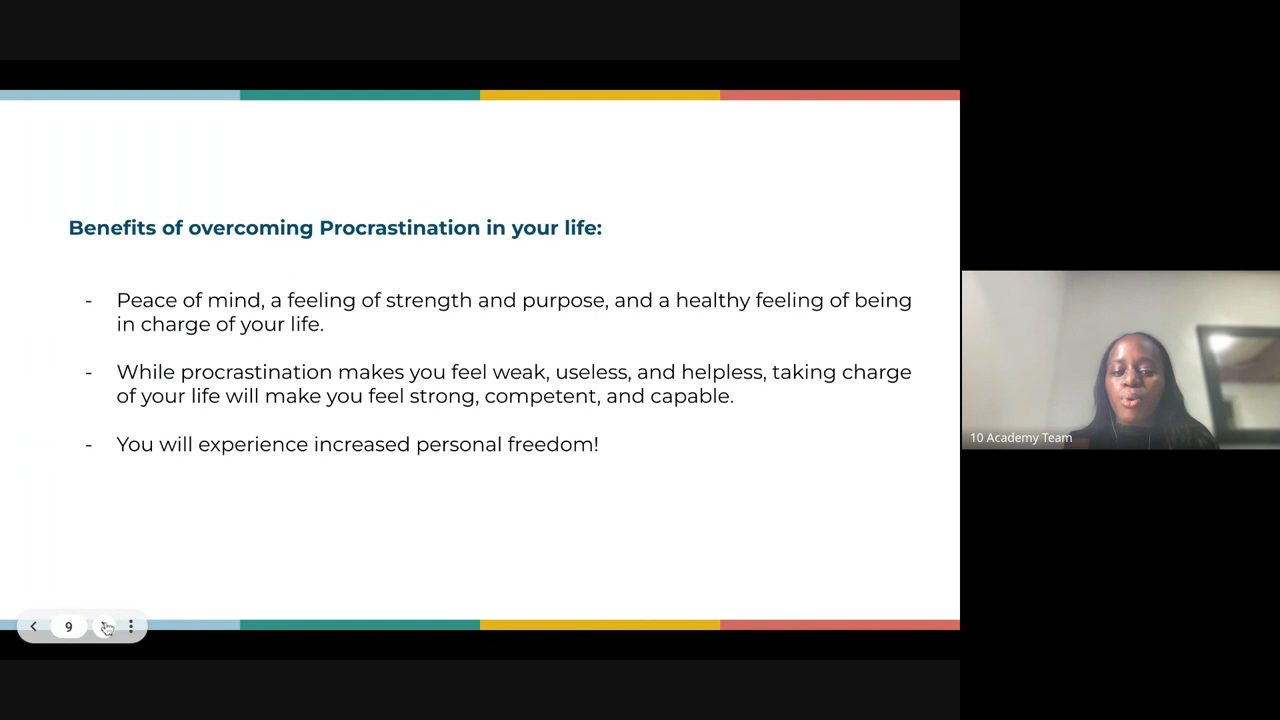 Benefits of overcoming Procrastination in your life:
- Peace of mind, a feeling of strength and purpose, and a healthy feeling of being
in charge of your life.
- While procrastination makes you feel weak, useless, and helpless, taking charge
of your life will make you feel strong, competent, and capable.
- You will experience increased personal freedom!
10 Academy Team
9